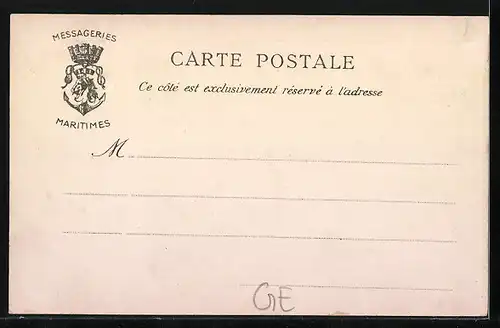 MESSAGERIES
MARITIMES
CARTE POSTALE
Ce côté est exclusivement réservé à l'adresse
M
GE